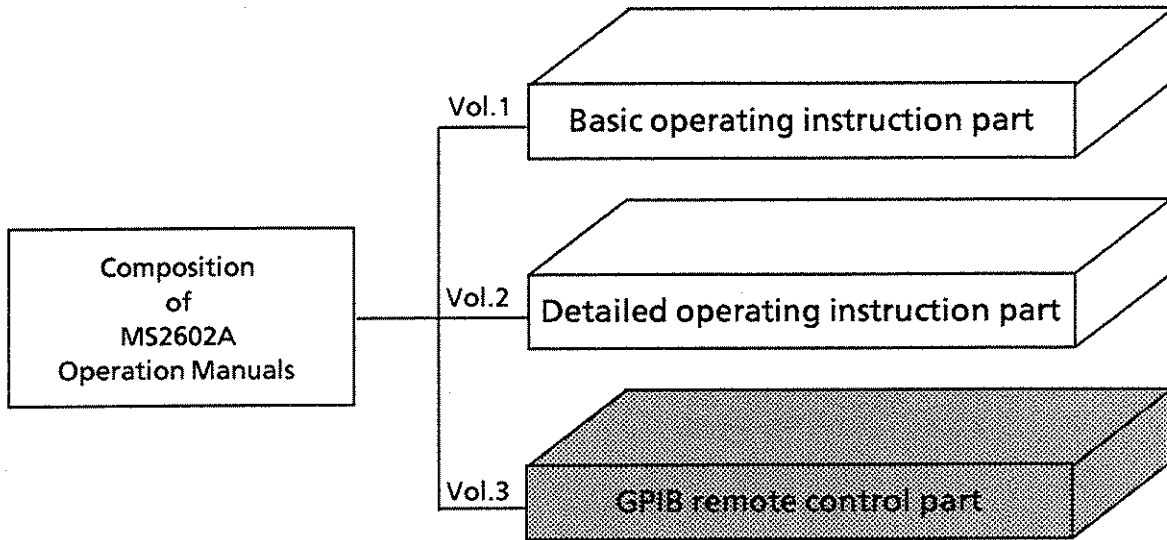 Vol.1
Basic operating instruction part
Composition
of
MS2602A
Operation Manuals
Vol.2
Detailed operating instruction part
Vol.3
GPIB remote control part